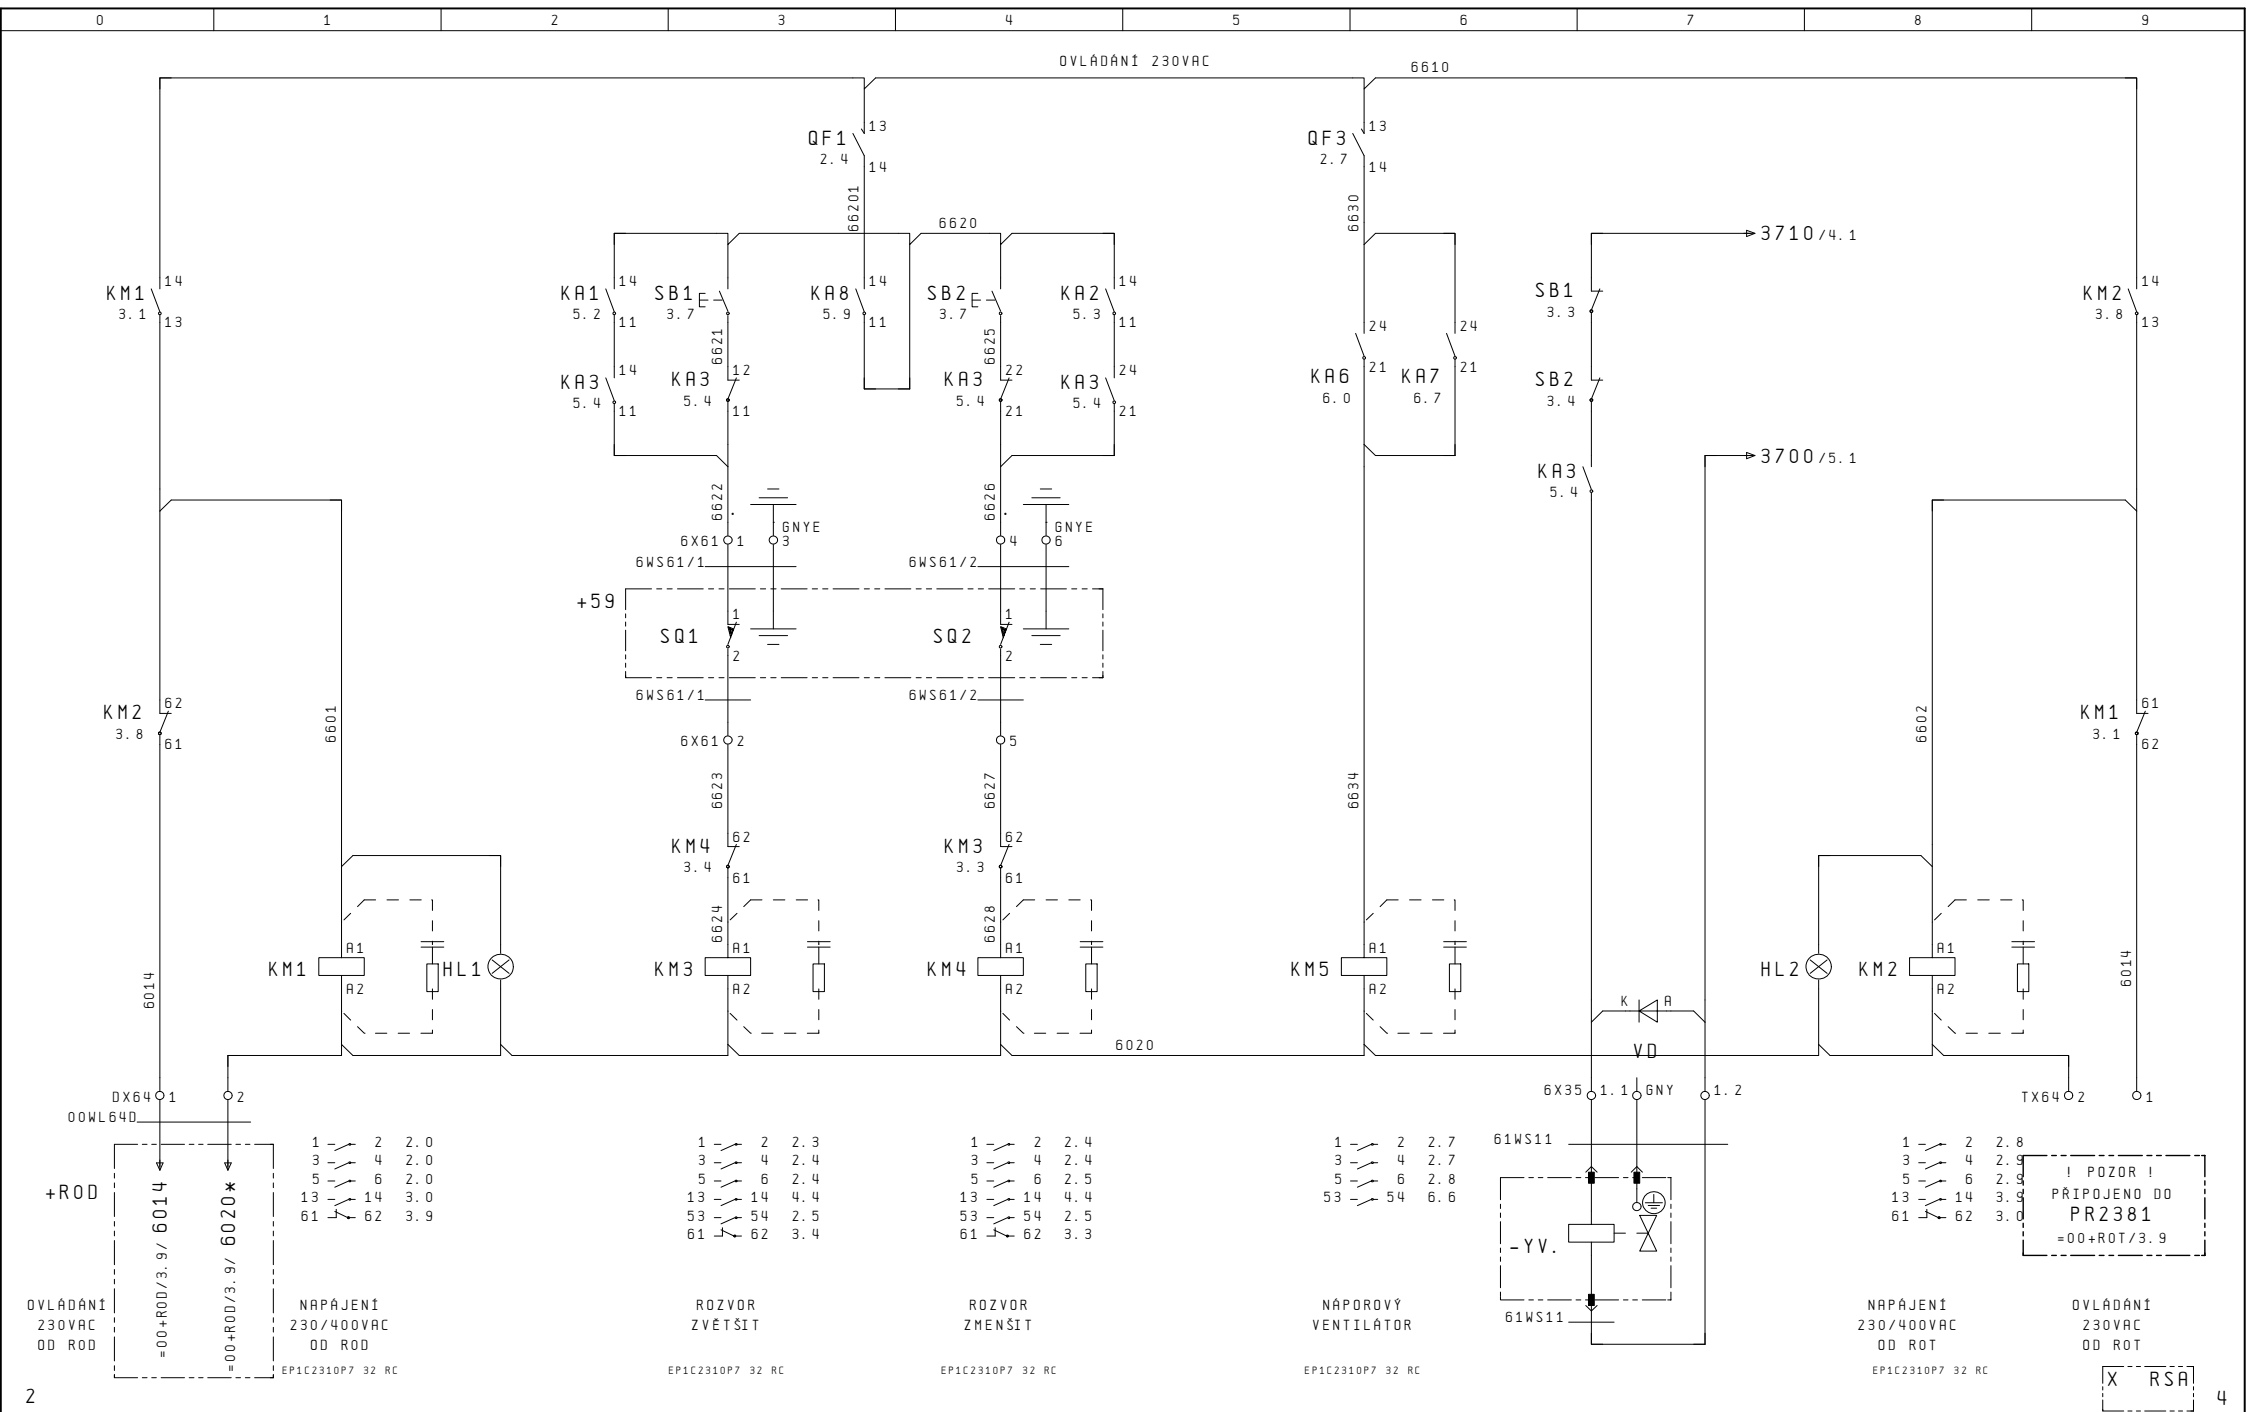 0 1 2 3 4 5 6 7 8 9
OVLÁDÁNÍ 230VAC
6610
QF1 13
2.4
14
QF3 13
2.7
14
66201
6630
6620
3710/4.1
KM1 14
3.1
13
KA1 14
5.2
11
SB1 E
3.7
6621
KA8 14
5.9
11
SB2 E
3.7
6625
KA2 14
5.3
11
SB1
3.3
KM2 14
3.8
13
KA3 14
5.4
11
KA3 12
5.4
11
KA3 22
5.4
21
KA3 24
5.4
21
KA6 24
6.0
21
KA7 24
6.7
21
SB2
3.4
3700/5.1
KA3
5.4
6622
6626
GNYE
GNYE
6X61 1 3
4 6
6WS61/1
6WS61/2
+59
SQ1 1
2
SQ2 1
2
6WS61/1
6WS61/2
KM2 62
3.8
61
6601
6602
KM1 61
3.1
62
6X61 2
5
6623
6627
6634
KM4 62
3.4
61
KM3 62
3.3
61
6624
6628
6014
KM1 A1
A2
HL1
KM3 A1
A2
KM4 A1
A2
KM5 A1
A2
HL2
KM2 A1
A2
6014
K A
VD
6020
DX64 1 2
00WL64D
6X35 1.1 GNY 1.2
TX64 2 1
61WS11
1 2 2.0
3 4 2.0
5 6 2.0
13 14 3.0
61 62 3.9
1 2 2.3
3 4 2.4
5 6 2.4
13 14 4.4
53 54 2.5
61 62 3.4
1 2 2.4
3 4 2.4
5 6 2.5
13 14 4.4
53 54 2.5
61 62 3.3
1 2 2.7
3 4 2.7
5 6 2.8
53 54 6.6
1 2 2.8
3 4 2.9
5 6 2.9
13 14 3.9
61 62 3.0
! POZOR !
PŘIPOJENO DO
PR2381
=00+ROT/3.9
+ROD
=00+ROD/3.9/ 6014
=00+ROD/3.9/ 6020*
-YV.
61WS11
OVLÁDÁNÍ
230VAC
OD ROD
NAPÁJENÍ
230/400VAC
OD ROD
ROZVOR
ZVĚTŠIT
ROZVOR
ZMENŠIT
NÁPOROVÝ
VENTILÁTOR
NAPÁJENÍ
230/400VAC
OD ROT
OVLÁDÁNÍ
230VAC
OD ROT
EP1C2310P7 32 RC
EP1C2310P7 32 RC
EP1C2310P7 32 RC
EP1C2310P7 32 RC
EP1C2310P7 32 RC
X RSA
2
4